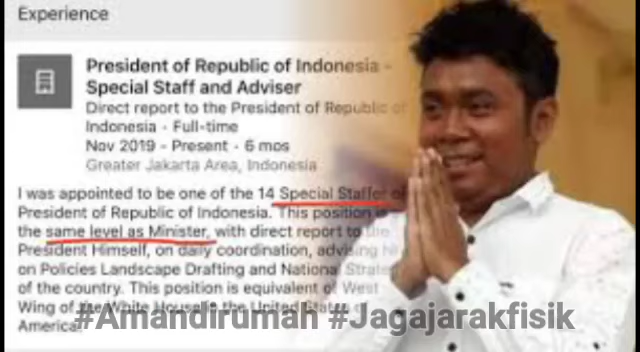 Experience
President of Republic of Indonesia -
Special Staff and Adviser
Direct report to the President of Republic of
Indonesia - Full-time
Nov 2019 - Present - 6 mos
Greater Jakarta Area, Indonesia
I was appointed to be one of the 14 Special Staffer of
President of Republic of Indonesia. This position is
the same level as Minister, with direct report to the
President Himself, on daily coordination, advising
on Policies Landscape Drafting and National
of the country. This position is equivalent of West
Wing of the White House in the United States of
America.
#Amandirumah #Jagajarakfisik